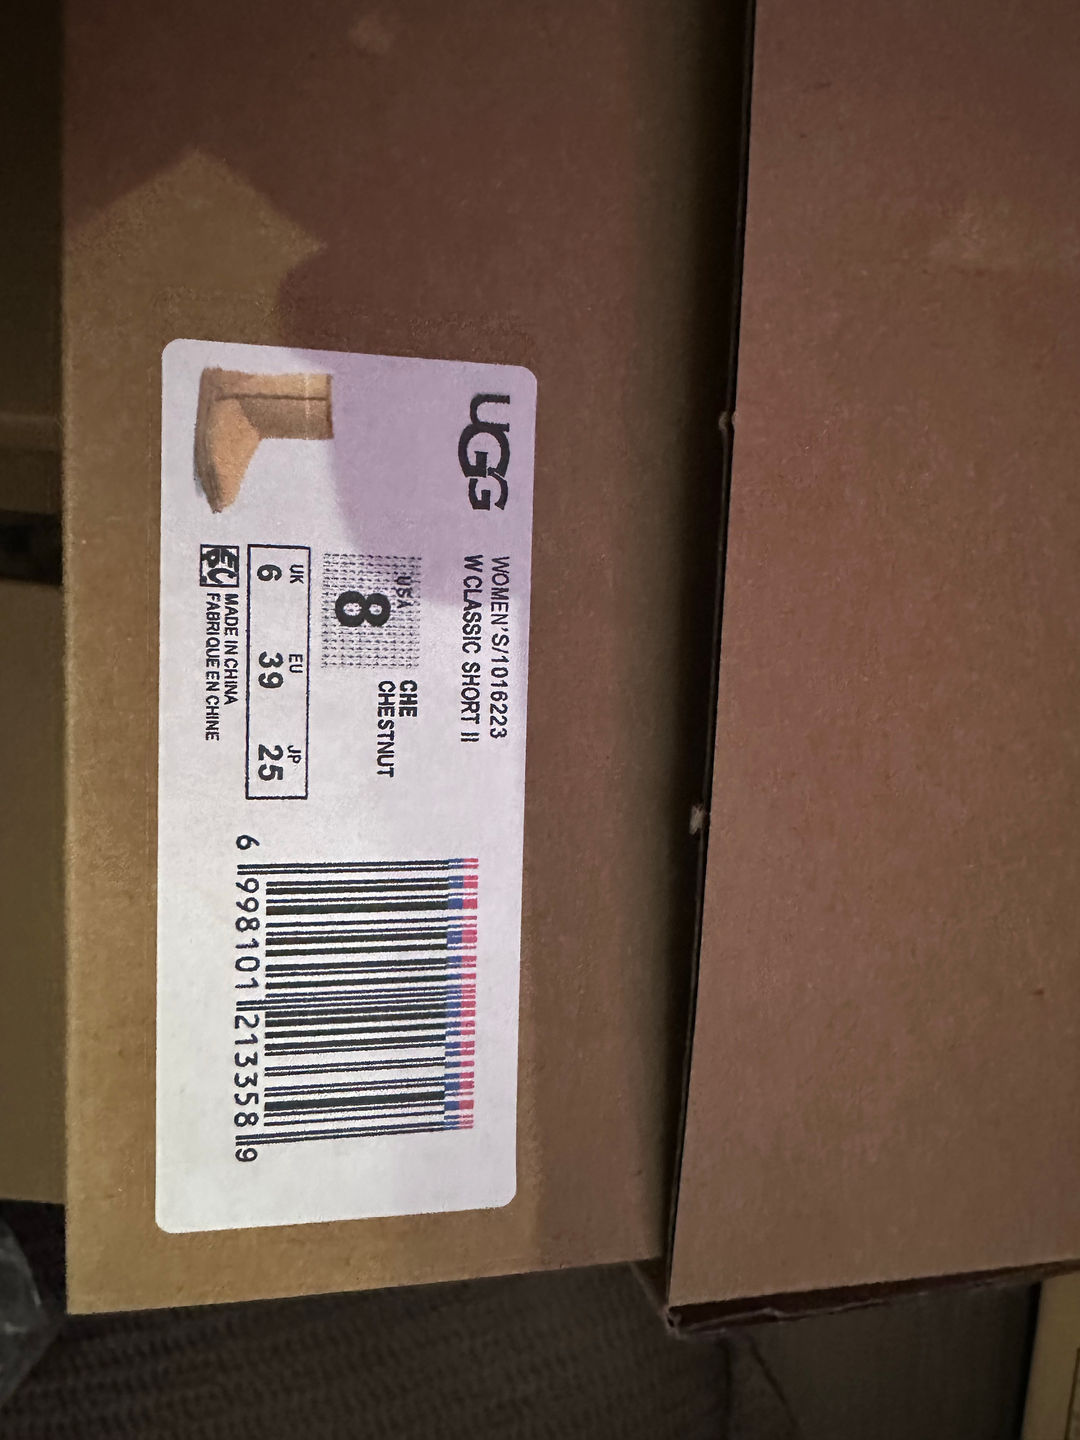 UGG
WOMEN'S/1016223
W CLASSIC SHORT II
USA
8
CHE
CHESTNUT
UK EU JP
6 39 25
MADE IN CHINA
FABRIQUE EN CHINE
6 998101 213358 9